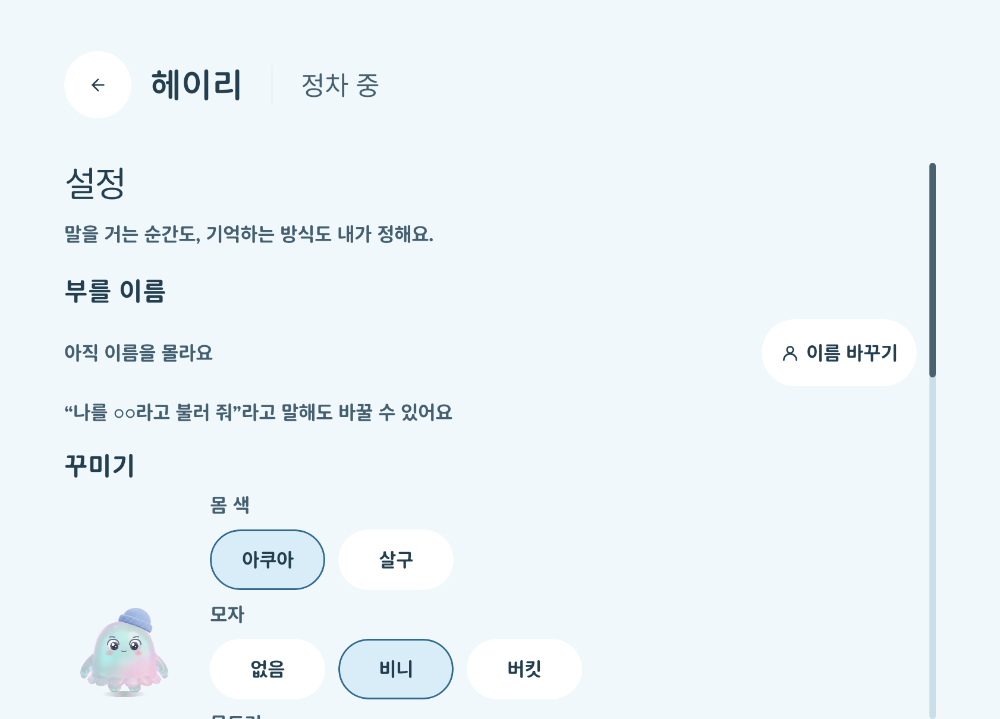 헤이리
정차 중
설정
말을 거는 순간도, 기억하는 방식도 내가 정해요.
부를 이름
아직 이름을 몰라요
이름 바꾸기
“나를 ○○라고 불러 줘”라고 말해도 바꿀 수 있어요
꾸미기
몸 색
아쿠아
살구
모자
없음
비니
버킷